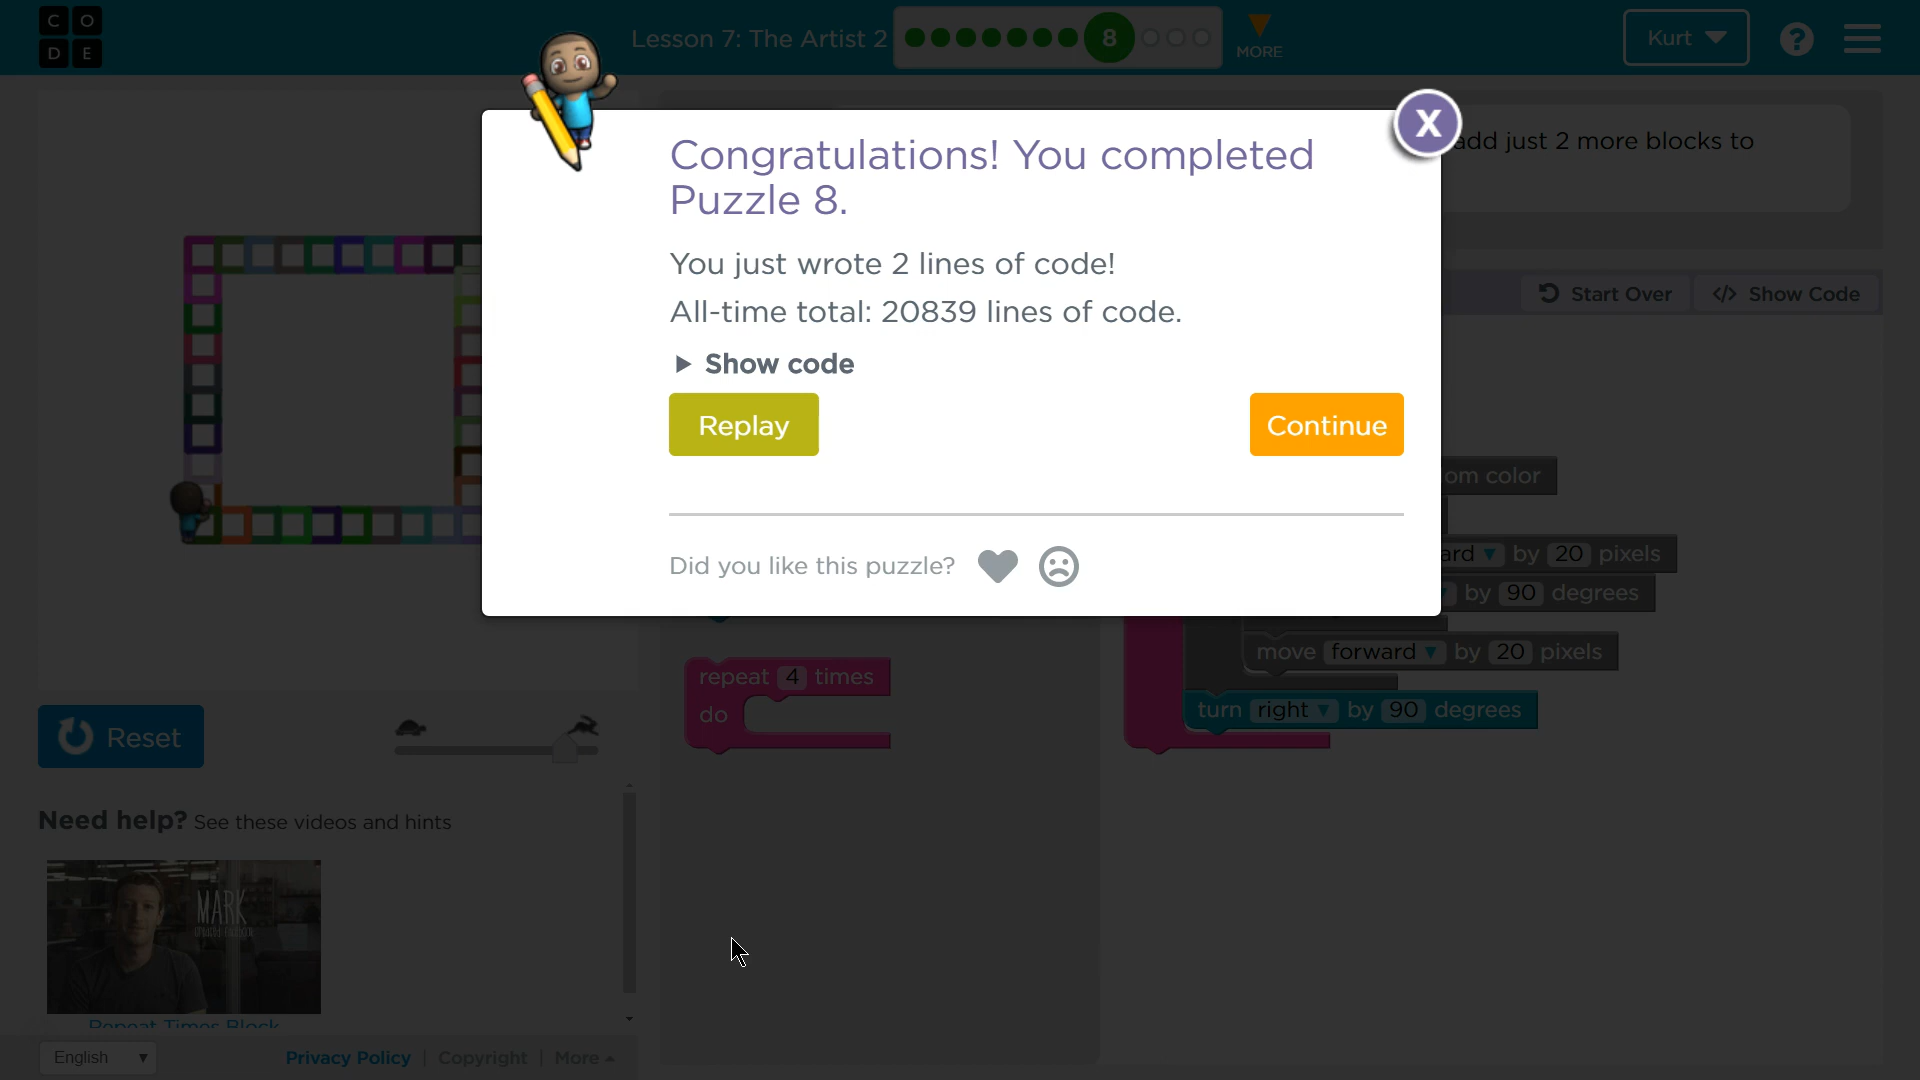 C O
D E
Lesson 7: The Artist 2
8
MORE
Kurt
?
X
Congratulations! You completed
Puzzle 8.
You just wrote 2 lines of code!
All-time total: 20839 lines of code.
Show code
Replay
Continue
Did you like this puzzle?
add just 2 more blocks to
Start Over
</> Show Code
om color
ard by 20 pixels
by 90 degrees
move forward by 20 pixels
turn right by 90 degrees
repeat 4 times
do
Reset
Need help? See these videos and hints
MARK
Repeat Times Block
English
Privacy Policy | Copyright | More